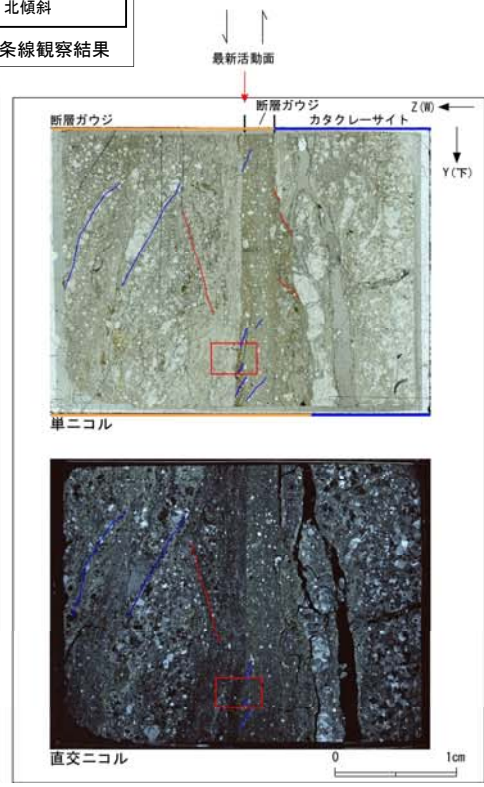 北傾斜
条線観察結果
最新活動面
断層ガウジ
断層ガウジ
カタクレーサイト
Z(W)
Y(下)
単ニコル
直交ニコル
0 1cm